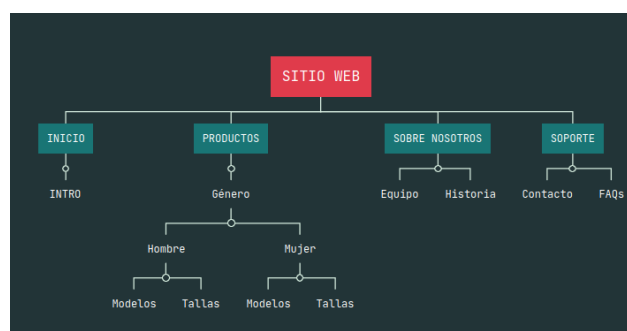 SITIO WEB
INICIO
PRODUCTOS
SOBRE NOSOTROS
SOPORTE
INTRO
Género
Equipo
Historia
Contacto
FAQs
Hombre
Mujer
Modelos
Tallas
Modelos
Tallas